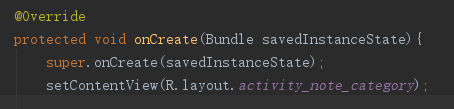 @Override
protected void onCreate(Bundle savedInstanceState){
super.onCreate(savedInstanceState);
setContentView(R.layout.activity_note_category);